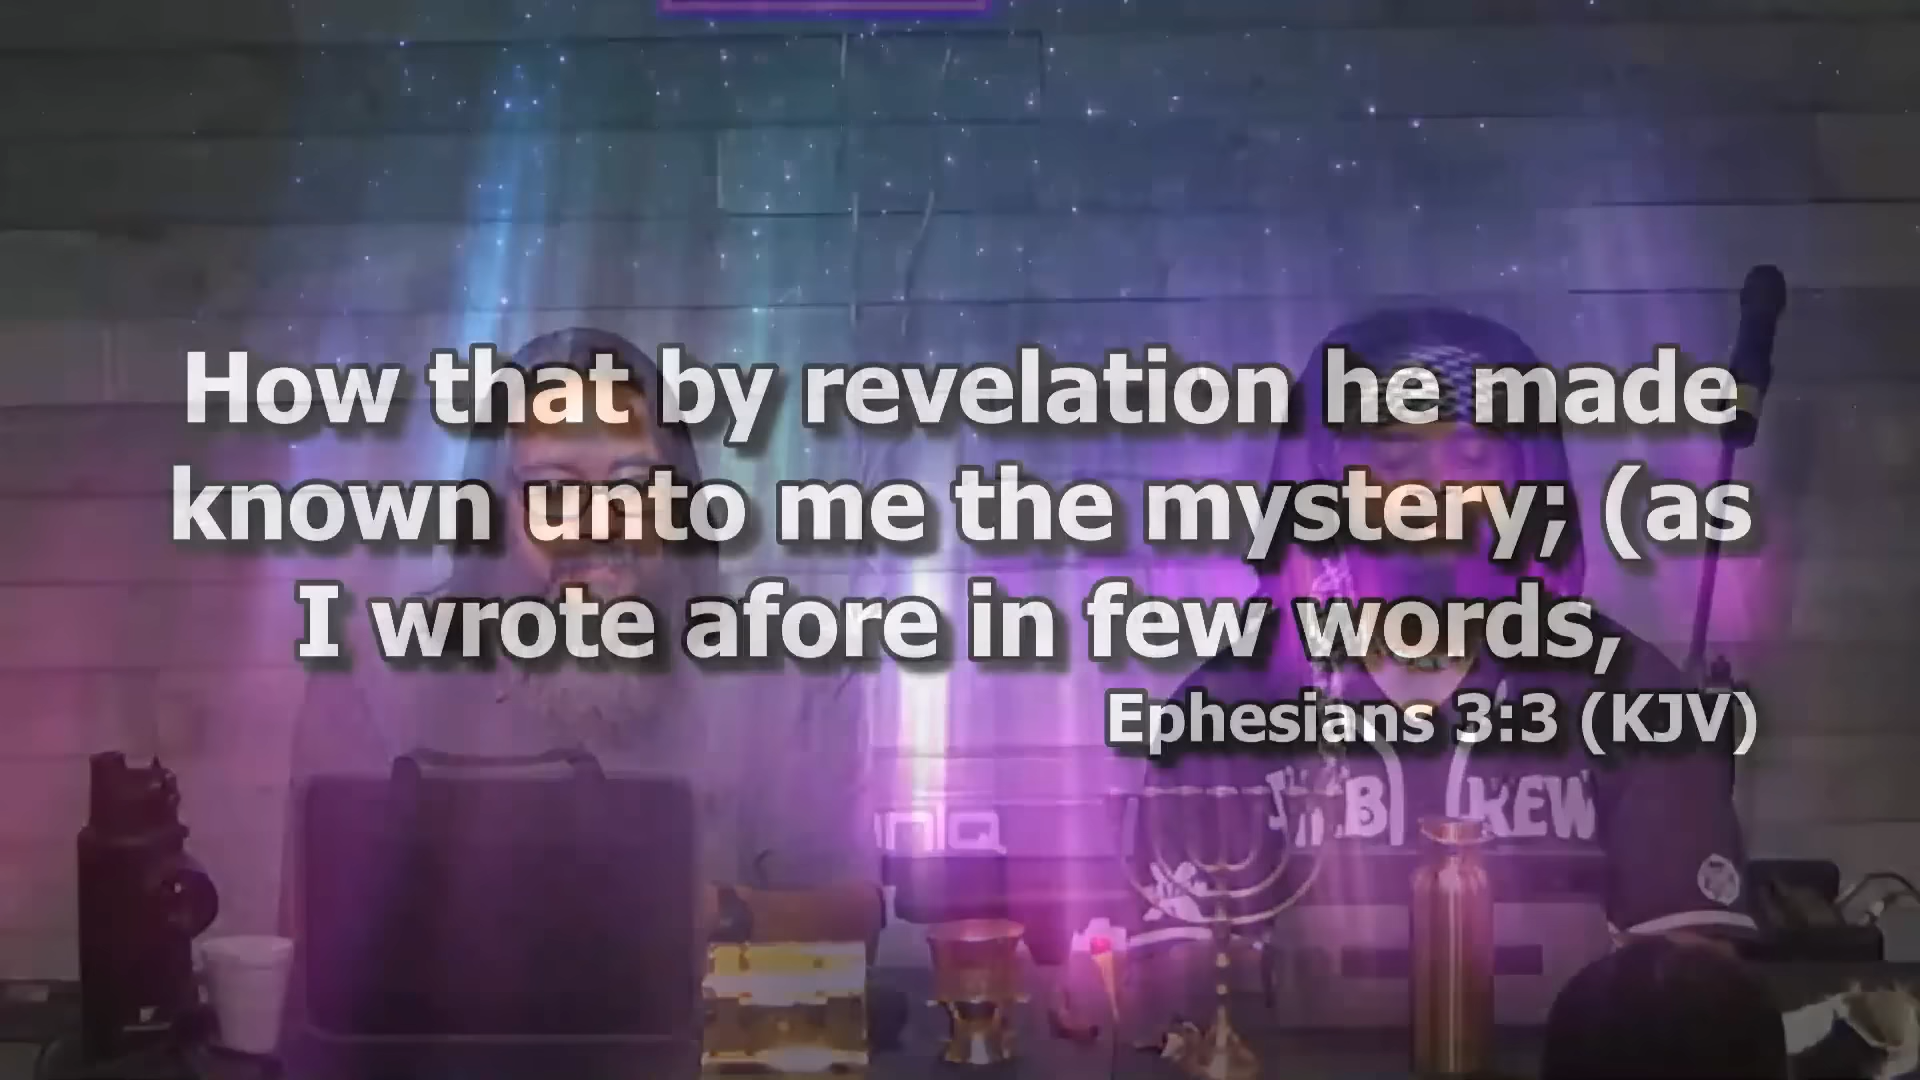 How that by revelation he made
known unto me the mystery; (as
I wrote afore in few words,
Ephesians 3:3 (KJV)